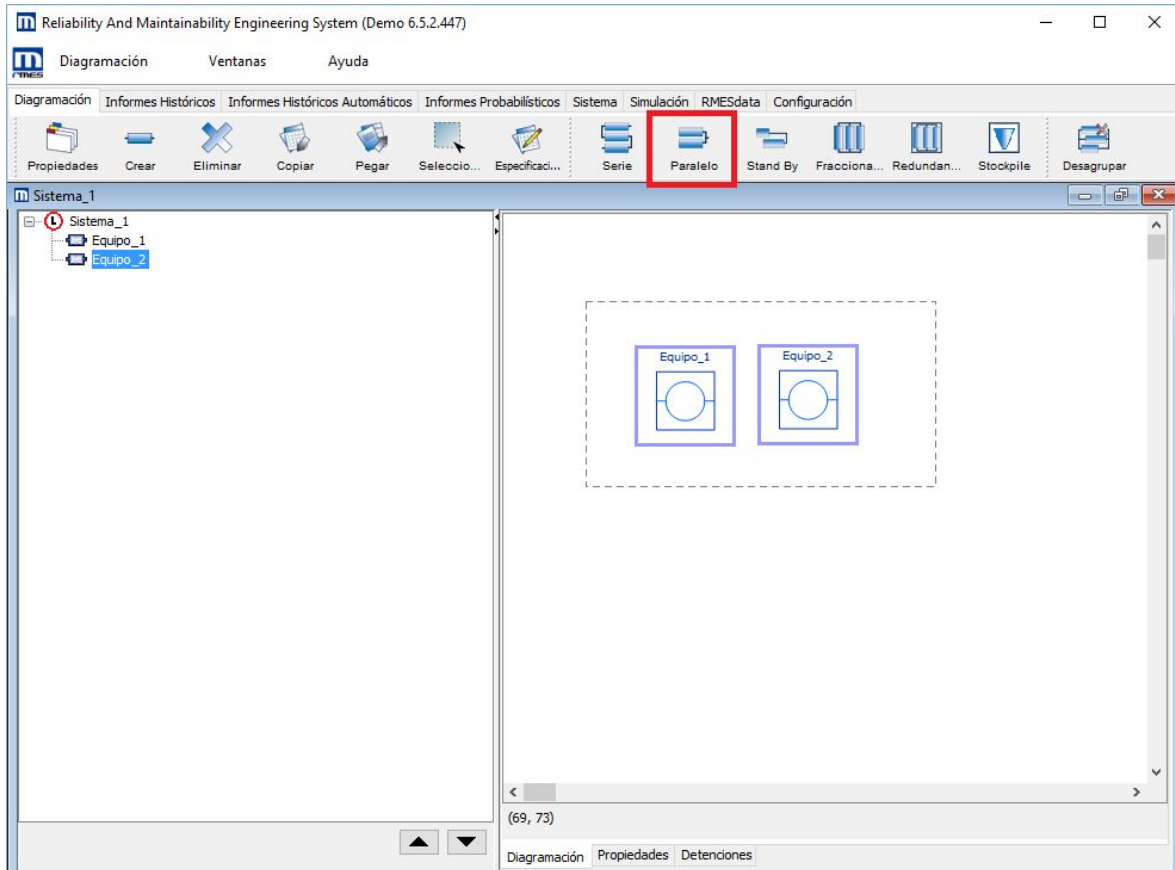 Reliability And Maintainability Engineering System (Demo 6.5.2.447)
rmes Diagramación Ventanas Ayuda
Diagramación Informes Históricos Informes Históricos Automáticos Informes Probabilísticos Sistema Simulación RMESdata Configuración
Propiedades Crear Eliminar Copiar Pegar Seleccio... Especificaci... Serie Paralelo Stand By Fracciona... Redundan... Stockpile Desagrupar
Sistema_1
L Sistema_1
Equipo_1
Equipo_2
Equipo_1 Equipo_2
(69, 73)
Diagramación Propiedades Detenciones